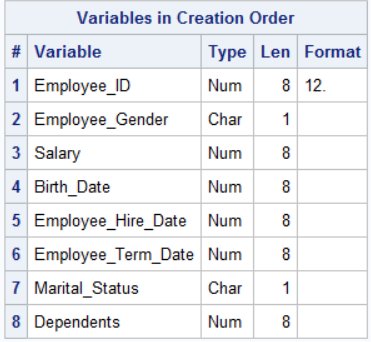 Variables in Creation Order
# Variable Type Len Format
1 Employee_ID Num 8 12.
2 Employee_Gender Char 1
3 Salary Num 8
4 Birth_Date Num 8
5 Employee_Hire_Date Num 8
6 Employee_Term_Date Num 8
7 Marital_Status Char 1
8 Dependents Num 8